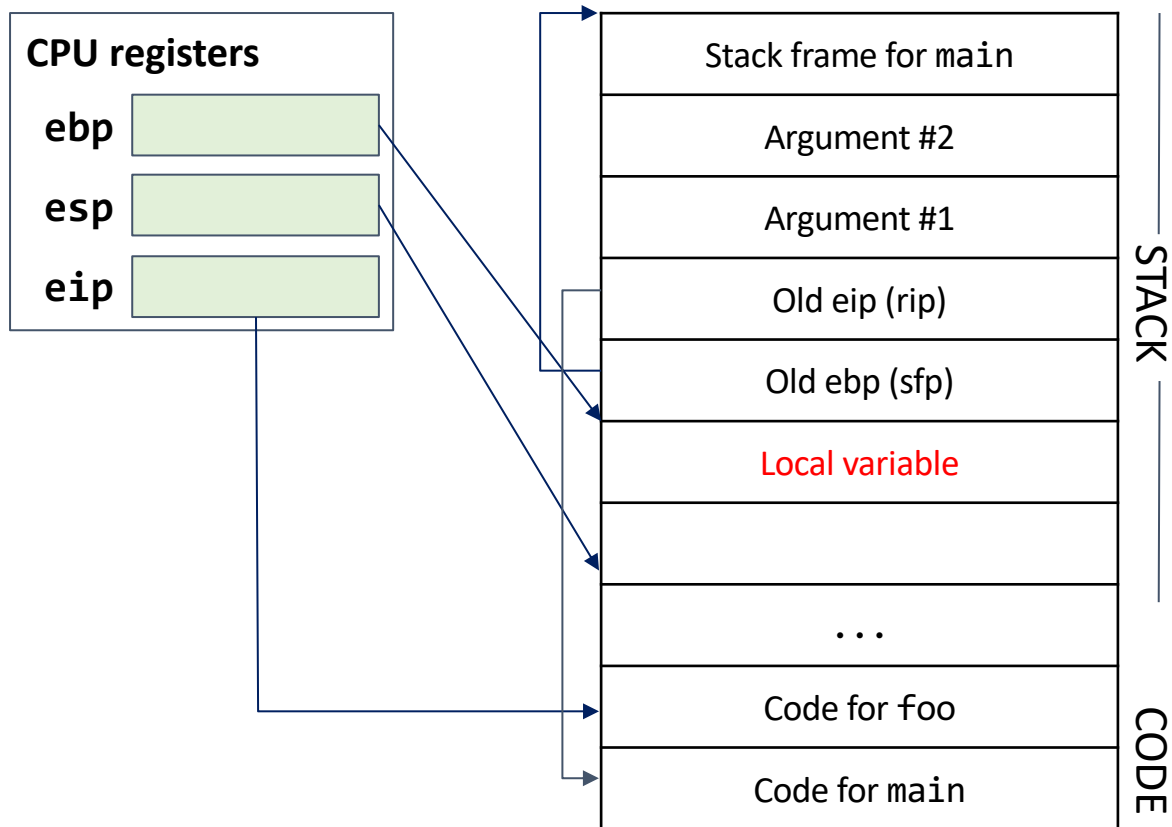 CPU registers
ebp
esp
eip
Stack frame for main
Argument #2
Argument #1
Old eip (rip)
Old ebp (sfp)
Local variable
...
Code for foo
Code for main
STACK
CODE